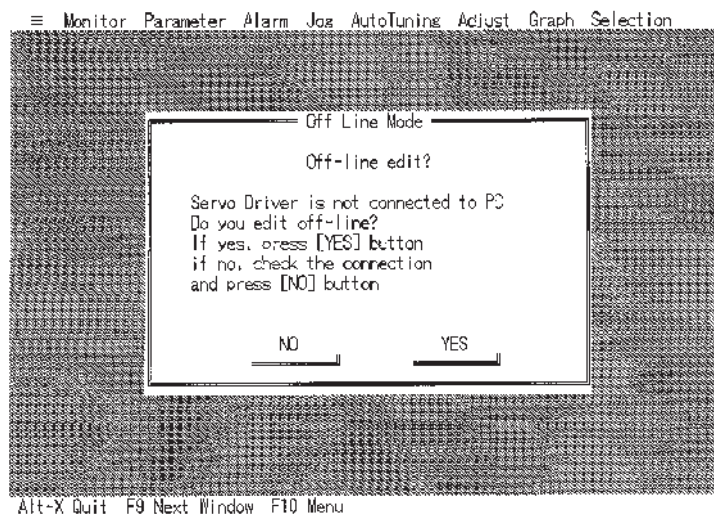 ≡ Monitor Parameter Alarm Jog AutoTuning Adjust Graph Selection
Off Line Mode
Off-line edit?
Servo Driver is not connected to PC
Do you edit off-line?
If yes, press [YES] button
if no, check the connection
and press [NO] button
NO YES
Alt-X Quit F9 Next Window F10 Menu